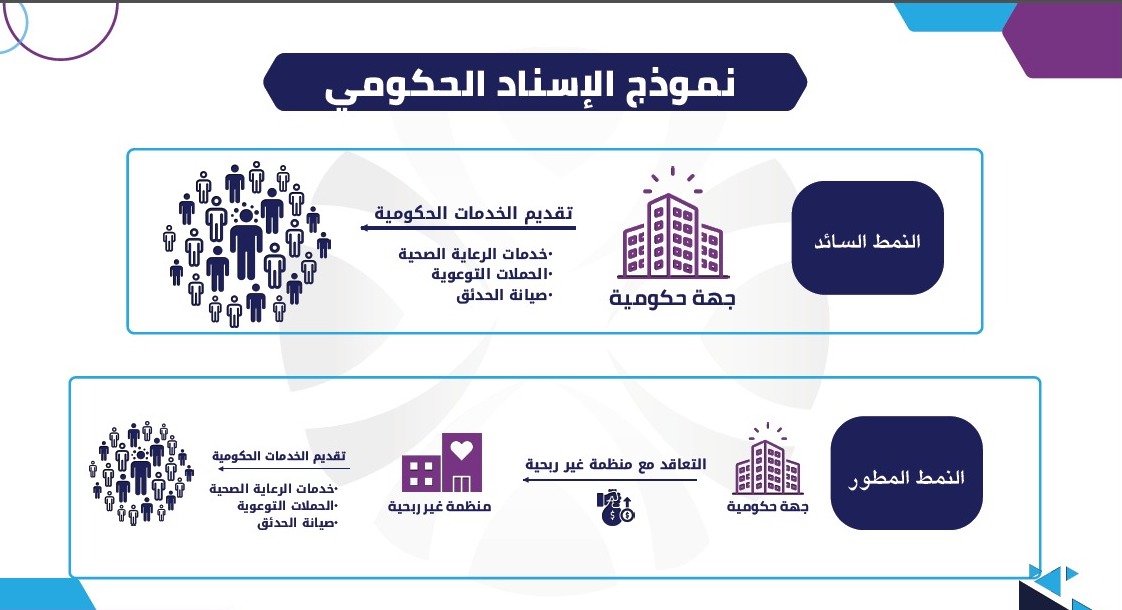 نموذج الإسناد الحكومي
النمط السائد
جهة حكومية
تقديم الخدمات الحكومية
•خدمات الرعاية الصحية
•الحملات التوعوية
•صيانة الحدئق
النمط المطور
جهة حكومية
التعاقد مع منظمة غير ربحية
منظمة غير ربحية
تقديم الخدمات الحكومية
•خدمات الرعاية الصحية
•الحملات التوعوية
•صيانة الحدئق